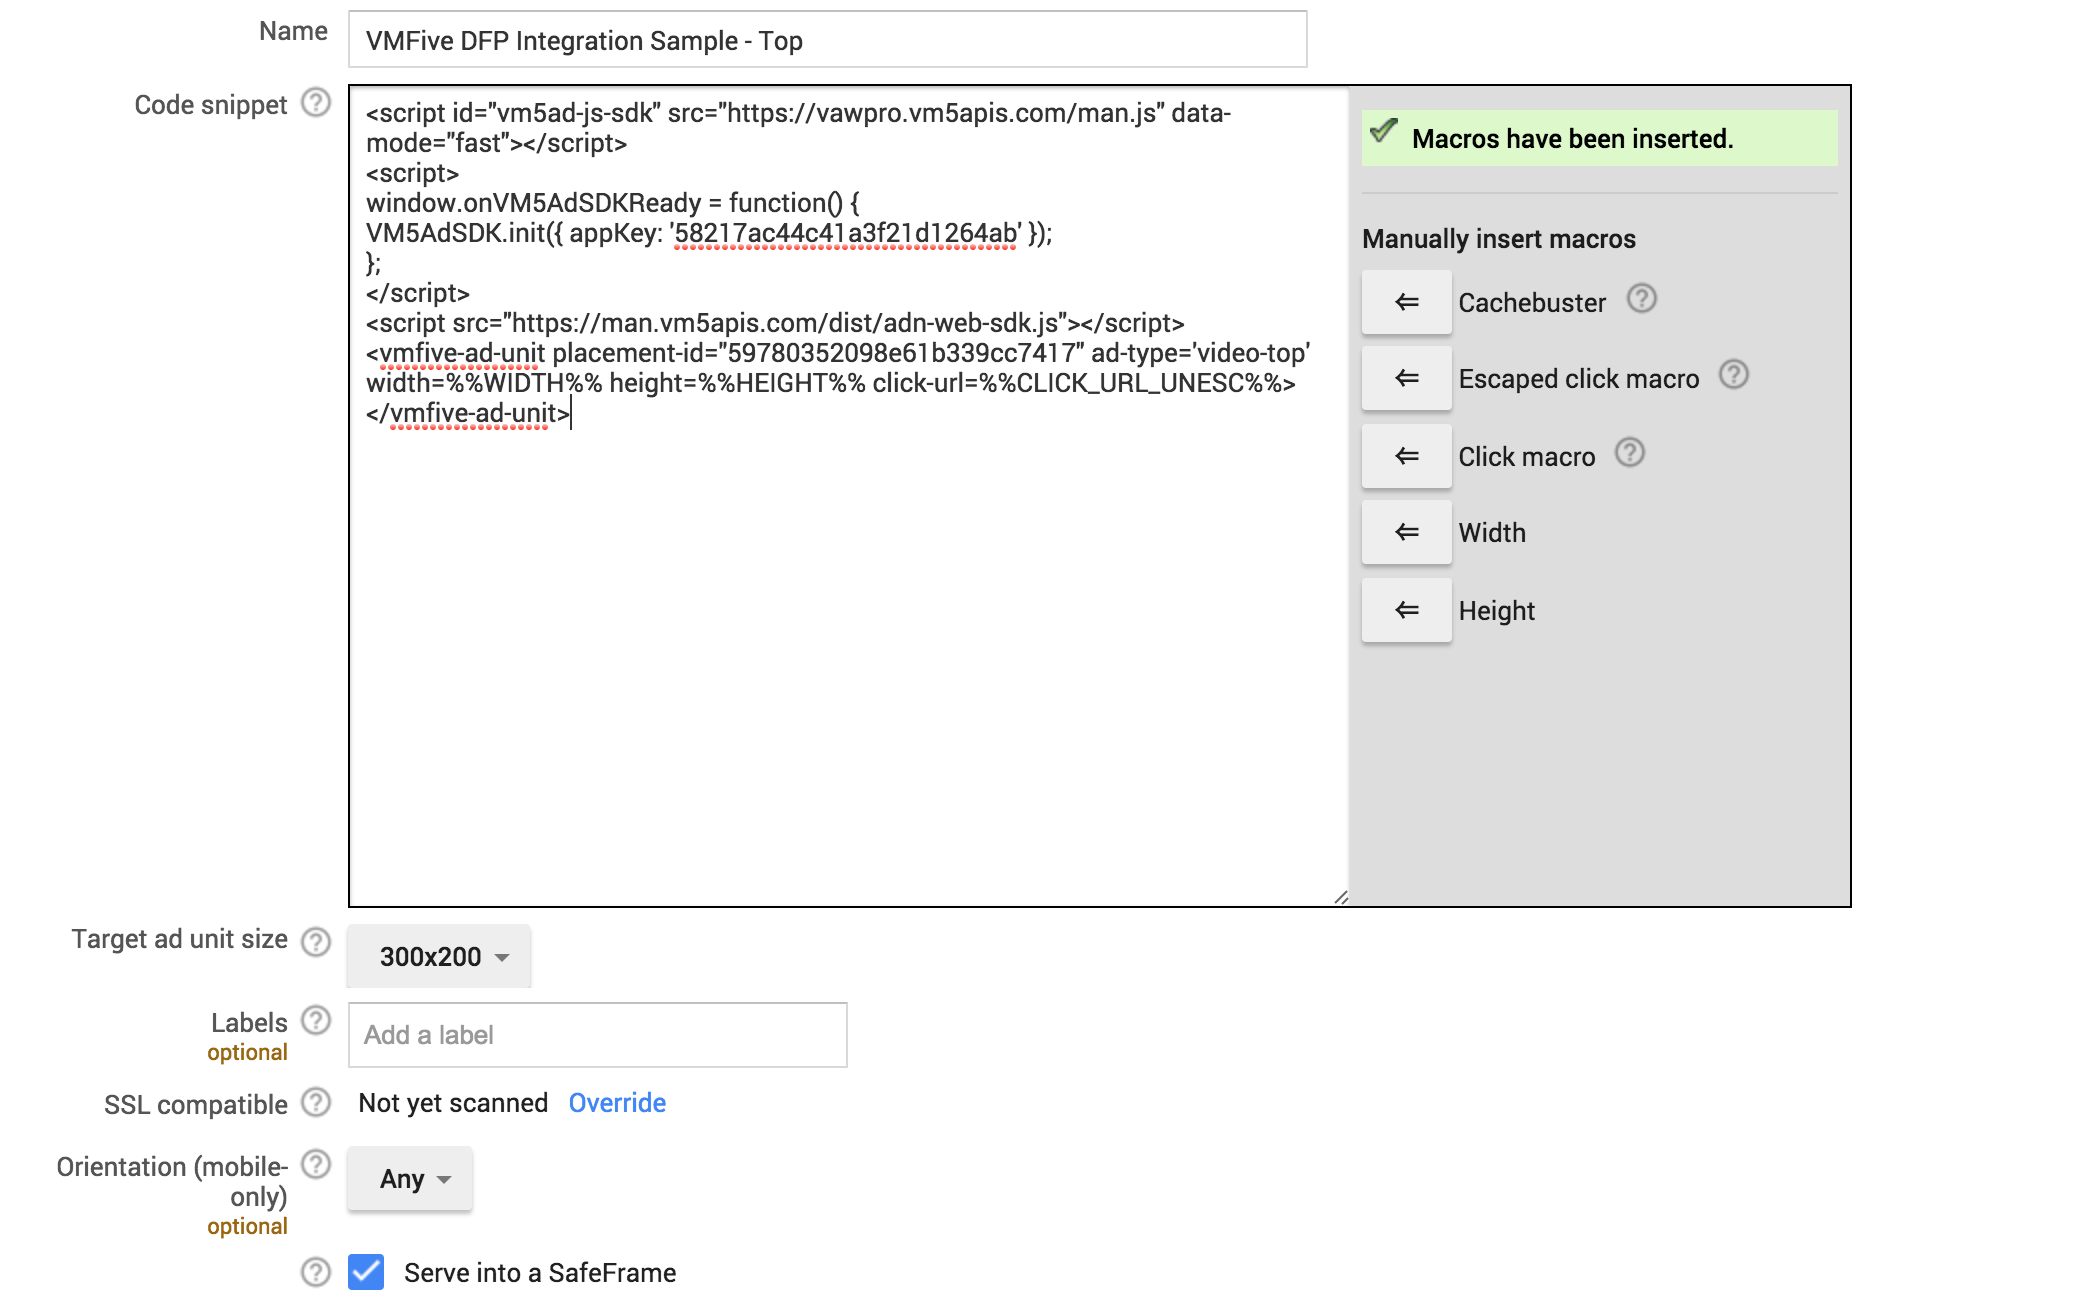 Name
VMFive DFP Integration Sample - Top
Code snippet
<script id="vm5ad-js-sdk" src="https://vawpro.vm5apis.com/man.js" data-
mode="fast"></script>
<script>
window.onVM5AdSDKReady = function() {
VM5AdSDK.init({ appKey: '58217ac44c41a3f21d1264ab' });
};
</script>
<script src="https://man.vm5apis.com/dist/adn-web-sdk.js"></script>
<vmfive-ad-unit placement-id="59780352098e61b339cc7417" ad-type='video-top'
width=%%WIDTH%% height=%%HEIGHT%% click-url=%%CLICK_URL_UNESC%%>
</vmfive-ad-unit>
Macros have been inserted.
Manually insert macros
Cachebuster
Escaped click macro
Click macro
Width
Height
Target ad unit size
300x200
Labels
optional
Add a label
SSL compatible
Not yet scanned Override
Orientation (mobile-
only)
optional
Any
Serve into a SafeFrame